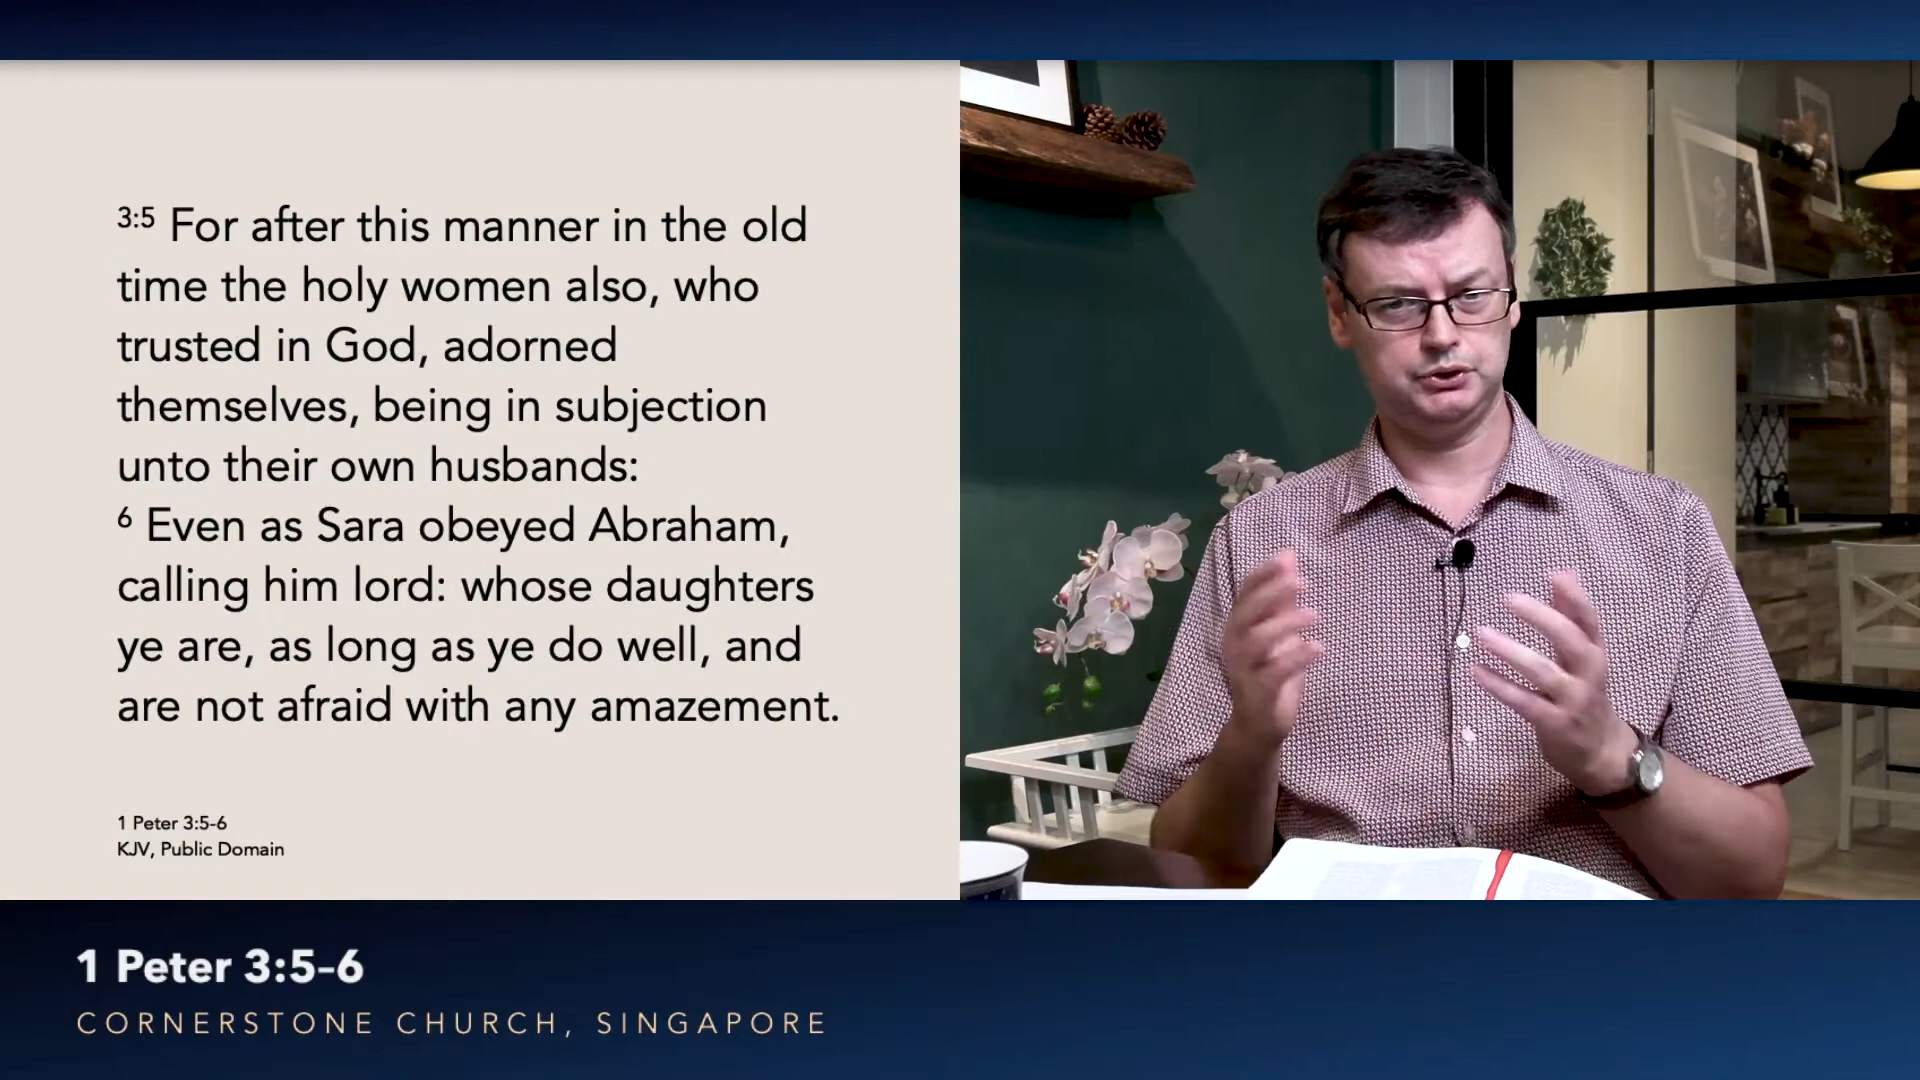 3:5 For after this manner in the old
time the holy women also, who
trusted in God, adorned
themselves, being in subjection
unto their own husbands:
6 Even as Sara obeyed Abraham,
calling him lord: whose daughters
ye are, as long as ye do well, and
are not afraid with any amazement.
1 Peter 3:5-6
KJV, Public Domain
1 Peter 3:5–6
CORNERSTONE CHURCH, SINGAPORE